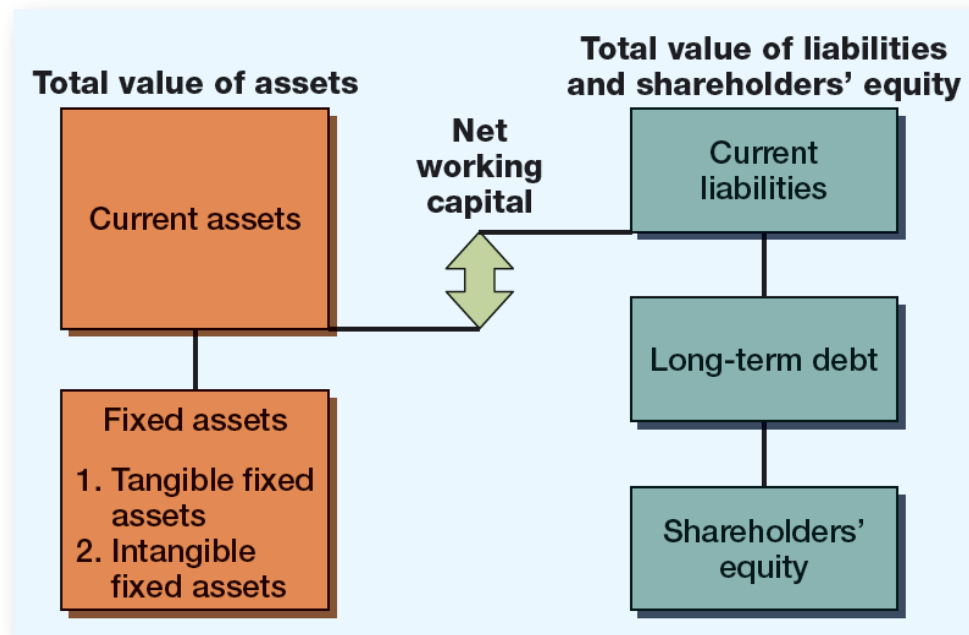 Total value of assets
Current assets
Fixed assets
1. Tangible fixed
assets
2. Intangible
fixed assets
Net
working
capital
Total value of liabilities
and shareholders’ equity
Current
liabilities
Long-term debt
Shareholders’
equity